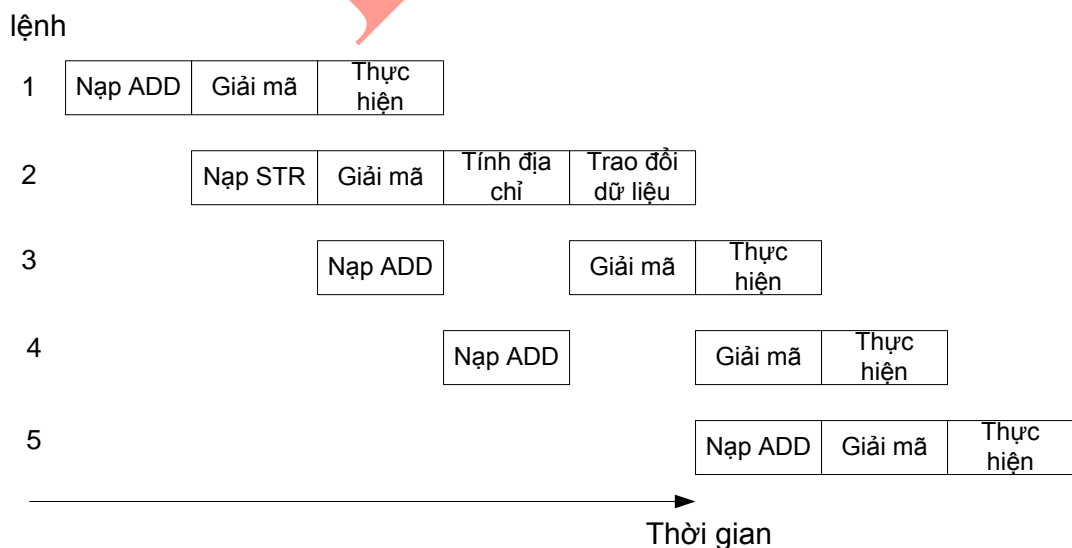 lệnh
1
Nạp ADD
Giải mã
Thực
hiện
2
Nạp STR
Giải mã
Tính địa
chỉ
Trao đổi
dữ liệu
3
Nạp ADD
Giải mã
Thực
hiện
4
Nạp ADD
Giải mã
Thực
hiện
5
Nạp ADD
Giải mã
Thực
hiện
Thời gian